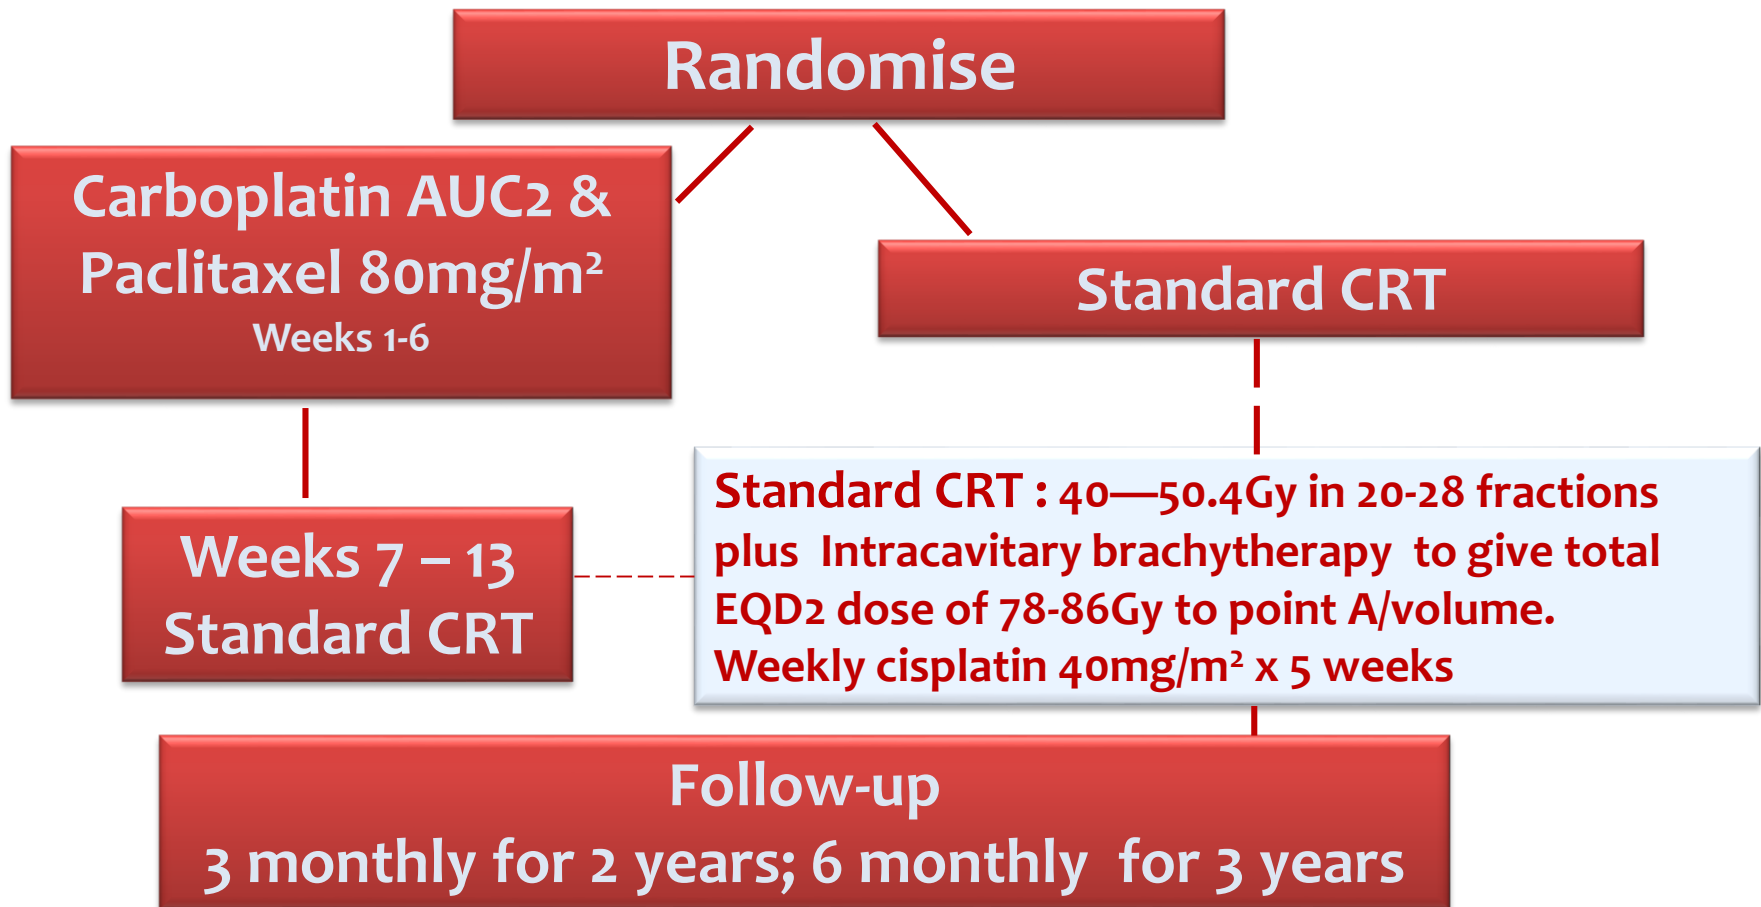 Randomise
Carboplatin AUC2 &
Paclitaxel 80mg/m²
Weeks 1-6
Standard CRT
Weeks 7 – 13
Standard CRT
Standard CRT : 40—50.4Gy in 20-28 fractions
plus Intracavitary brachytherapy to give total
EQD2 dose of 78-86Gy to point A/volume.
Weekly cisplatin 40mg/m² x 5 weeks
Follow-up
3 monthly for 2 years; 6 monthly for 3 years